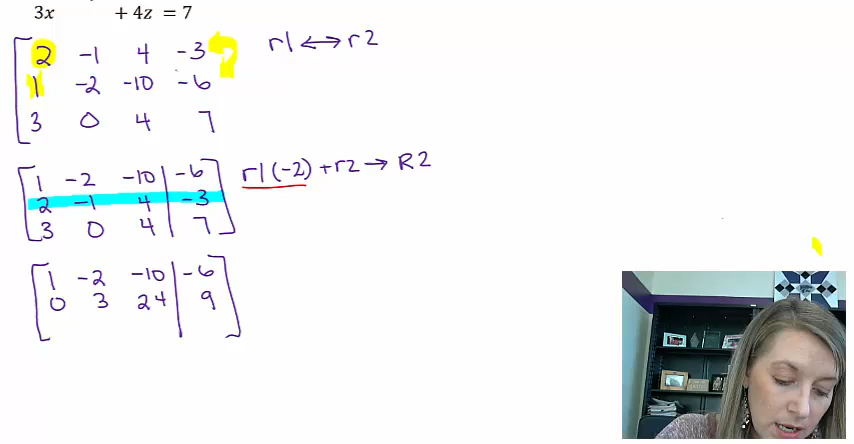 3x + 4z = 7
2 -1 4 -3 r1 ↔ r2
1 -2 -10 -6
3 0 4 7
1 -2 -10 -6 r1(-2) + r2 → R2
2 -1 4 -3
3 0 4 7
1 -2 -10 -6
0 3 24 9